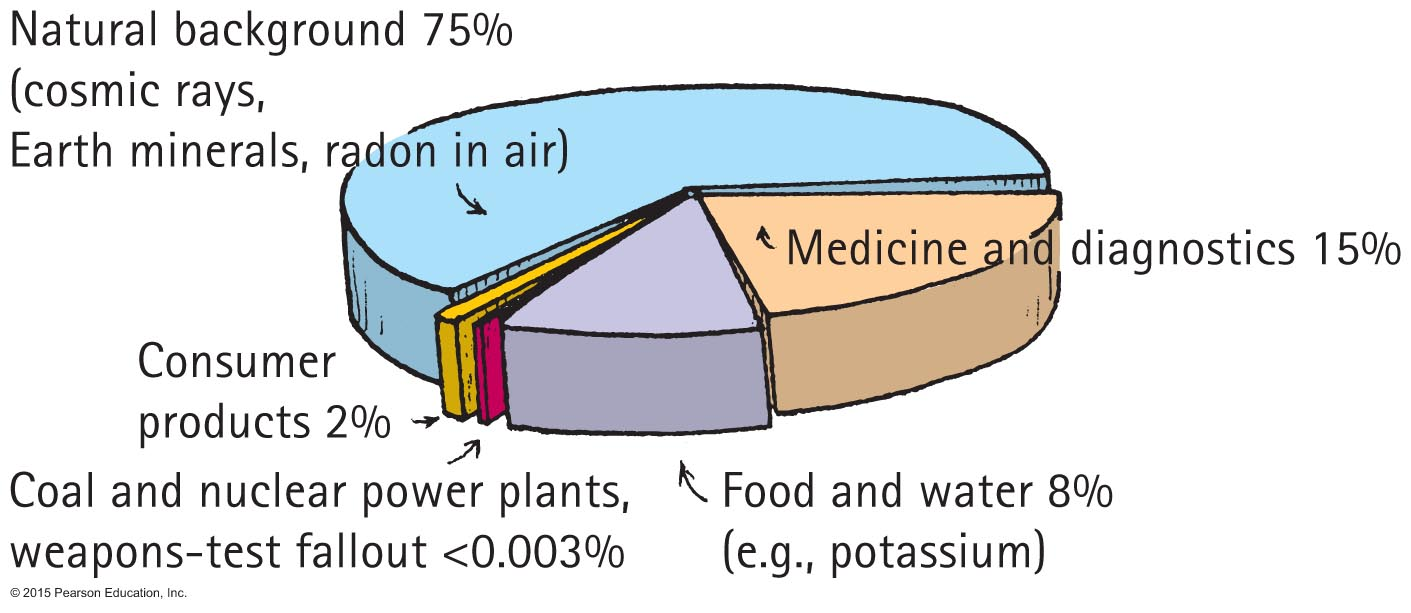 Natural background 75%
(cosmic rays,
Earth minerals, radon in air)
Medicine and diagnostics 15%
Consumer
products 2%
Coal and nuclear power plants,
weapons-test fallout <0.003%
Food and water 8%
(e.g., potassium)
© 2015 Pearson Education, Inc.